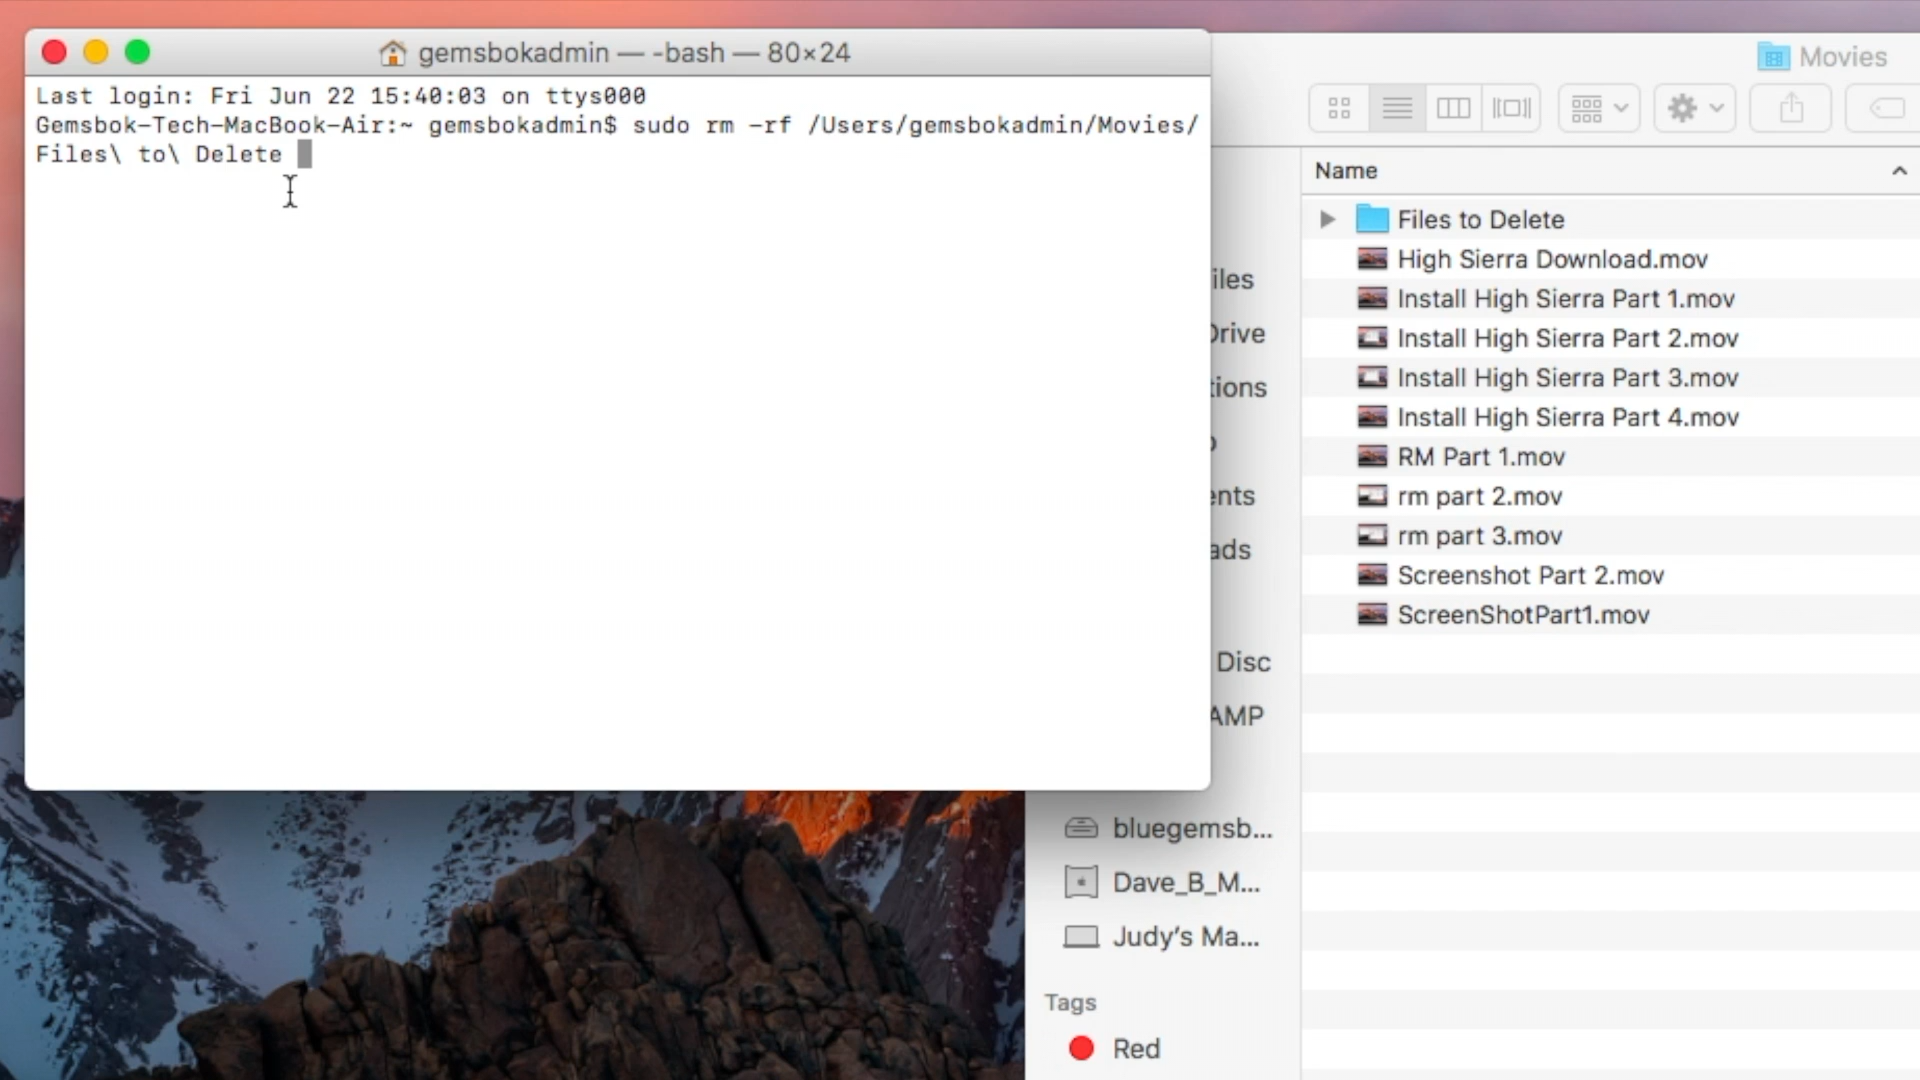 gemsbokadmin — -bash — 80×24
Last login: Fri Jun 22 15:40:03 on ttys000
Gemsbok-Tech-MacBook-Air:~ gemsbokadmin$ sudo rm -rf /Users/gemsbokadmin/Movies/
Files\ to\ Delete
Movies
Name
Files to Delete
High Sierra Download.mov
Install High Sierra Part 1.mov
Install High Sierra Part 2.mov
Install High Sierra Part 3.mov
Install High Sierra Part 4.mov
RM Part 1.mov
rm part 2.mov
rm part 3.mov
Screenshot Part 2.mov
ScreenShotPart1.mov
iles
Drive
tions
ents
ads
Disc
AMP
bluegemsb...
Dave_B_M...
Judy’s Ma...
Tags
Red